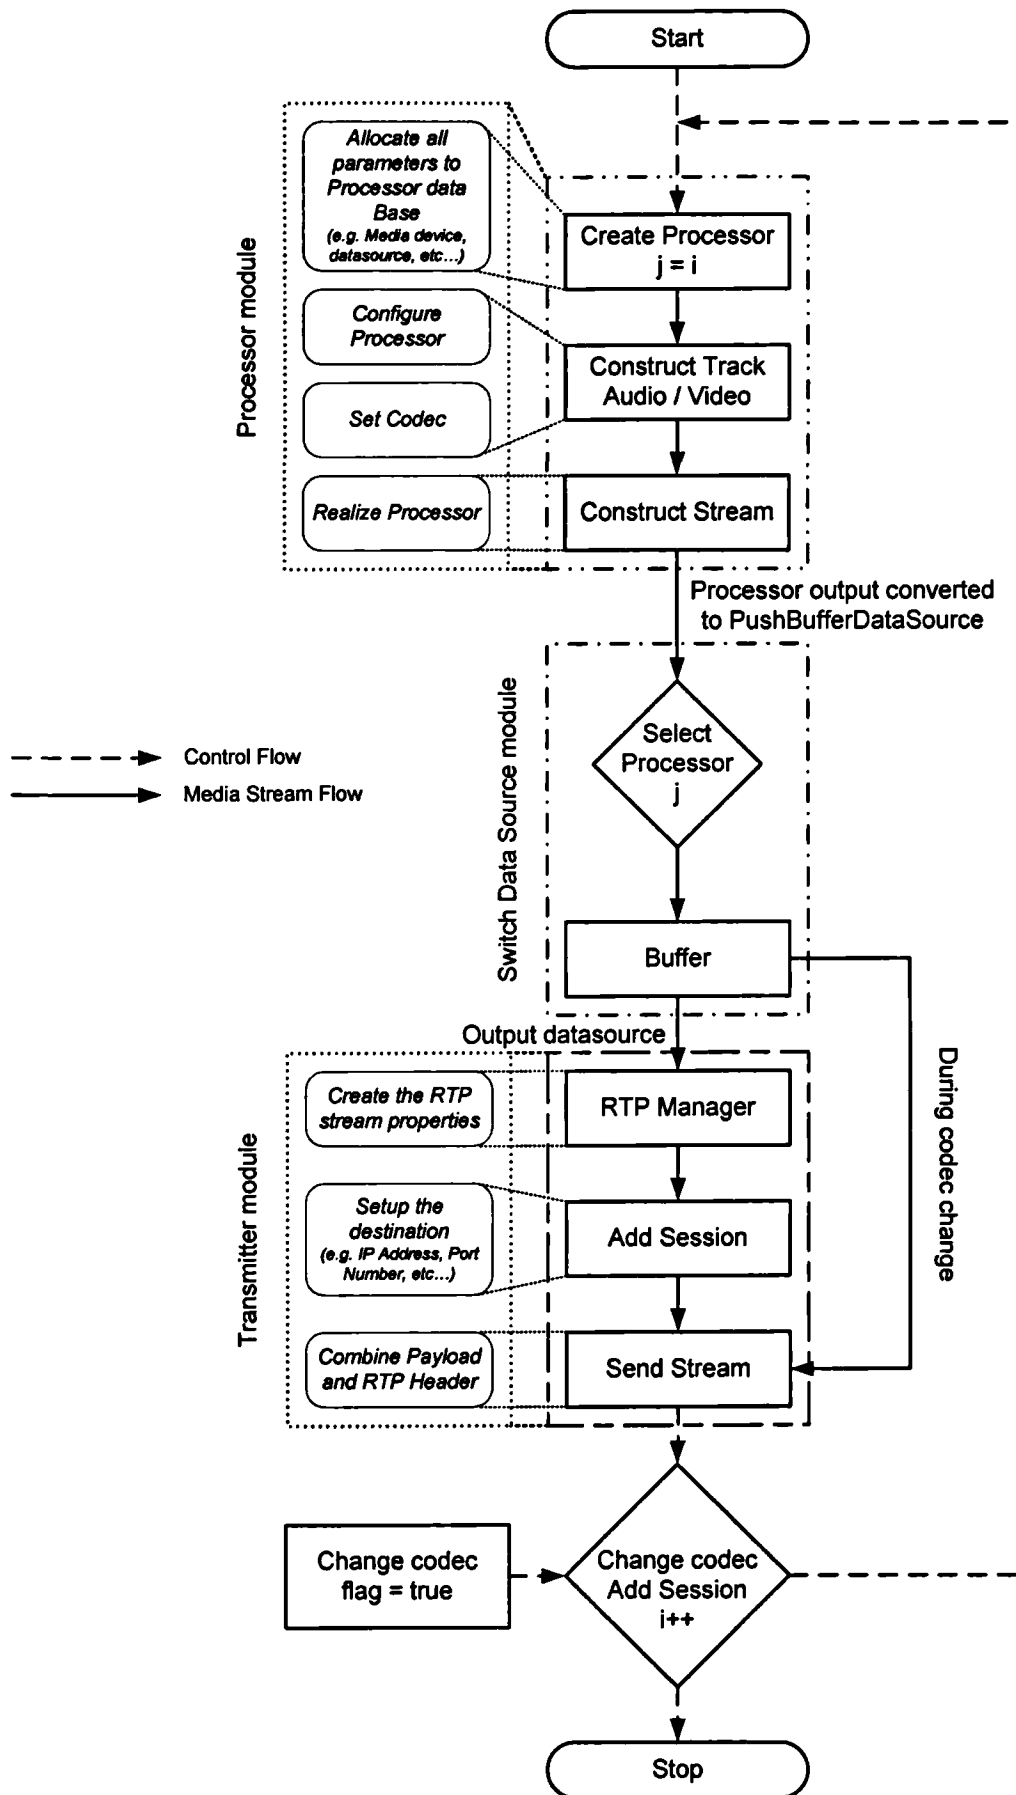 Start
Processor module
Allocate all
parameters to
Processor data
Base
(e.g. Media device,
datasource, etc...)
Create Processor
j = i
Configure
Processor
Construct Track
Audio / Video
Set Codec
Realize Processor
Construct Stream
Processor output converted
to PushBufferDataSource
Switch Data Source module
Select
Processor
j
Control Flow
Media Stream Flow
Buffer
Output datasource
During codec change
Transmitter module
Create the RTP
stream properties
RTP Manager
Setup the
destination
(e.g. IP Address, Port
Number, etc...)
Add Session
Combine Payload
and RTP Header
Send Stream
Change codec
flag = true
Change codec
Add Session
i++
Stop